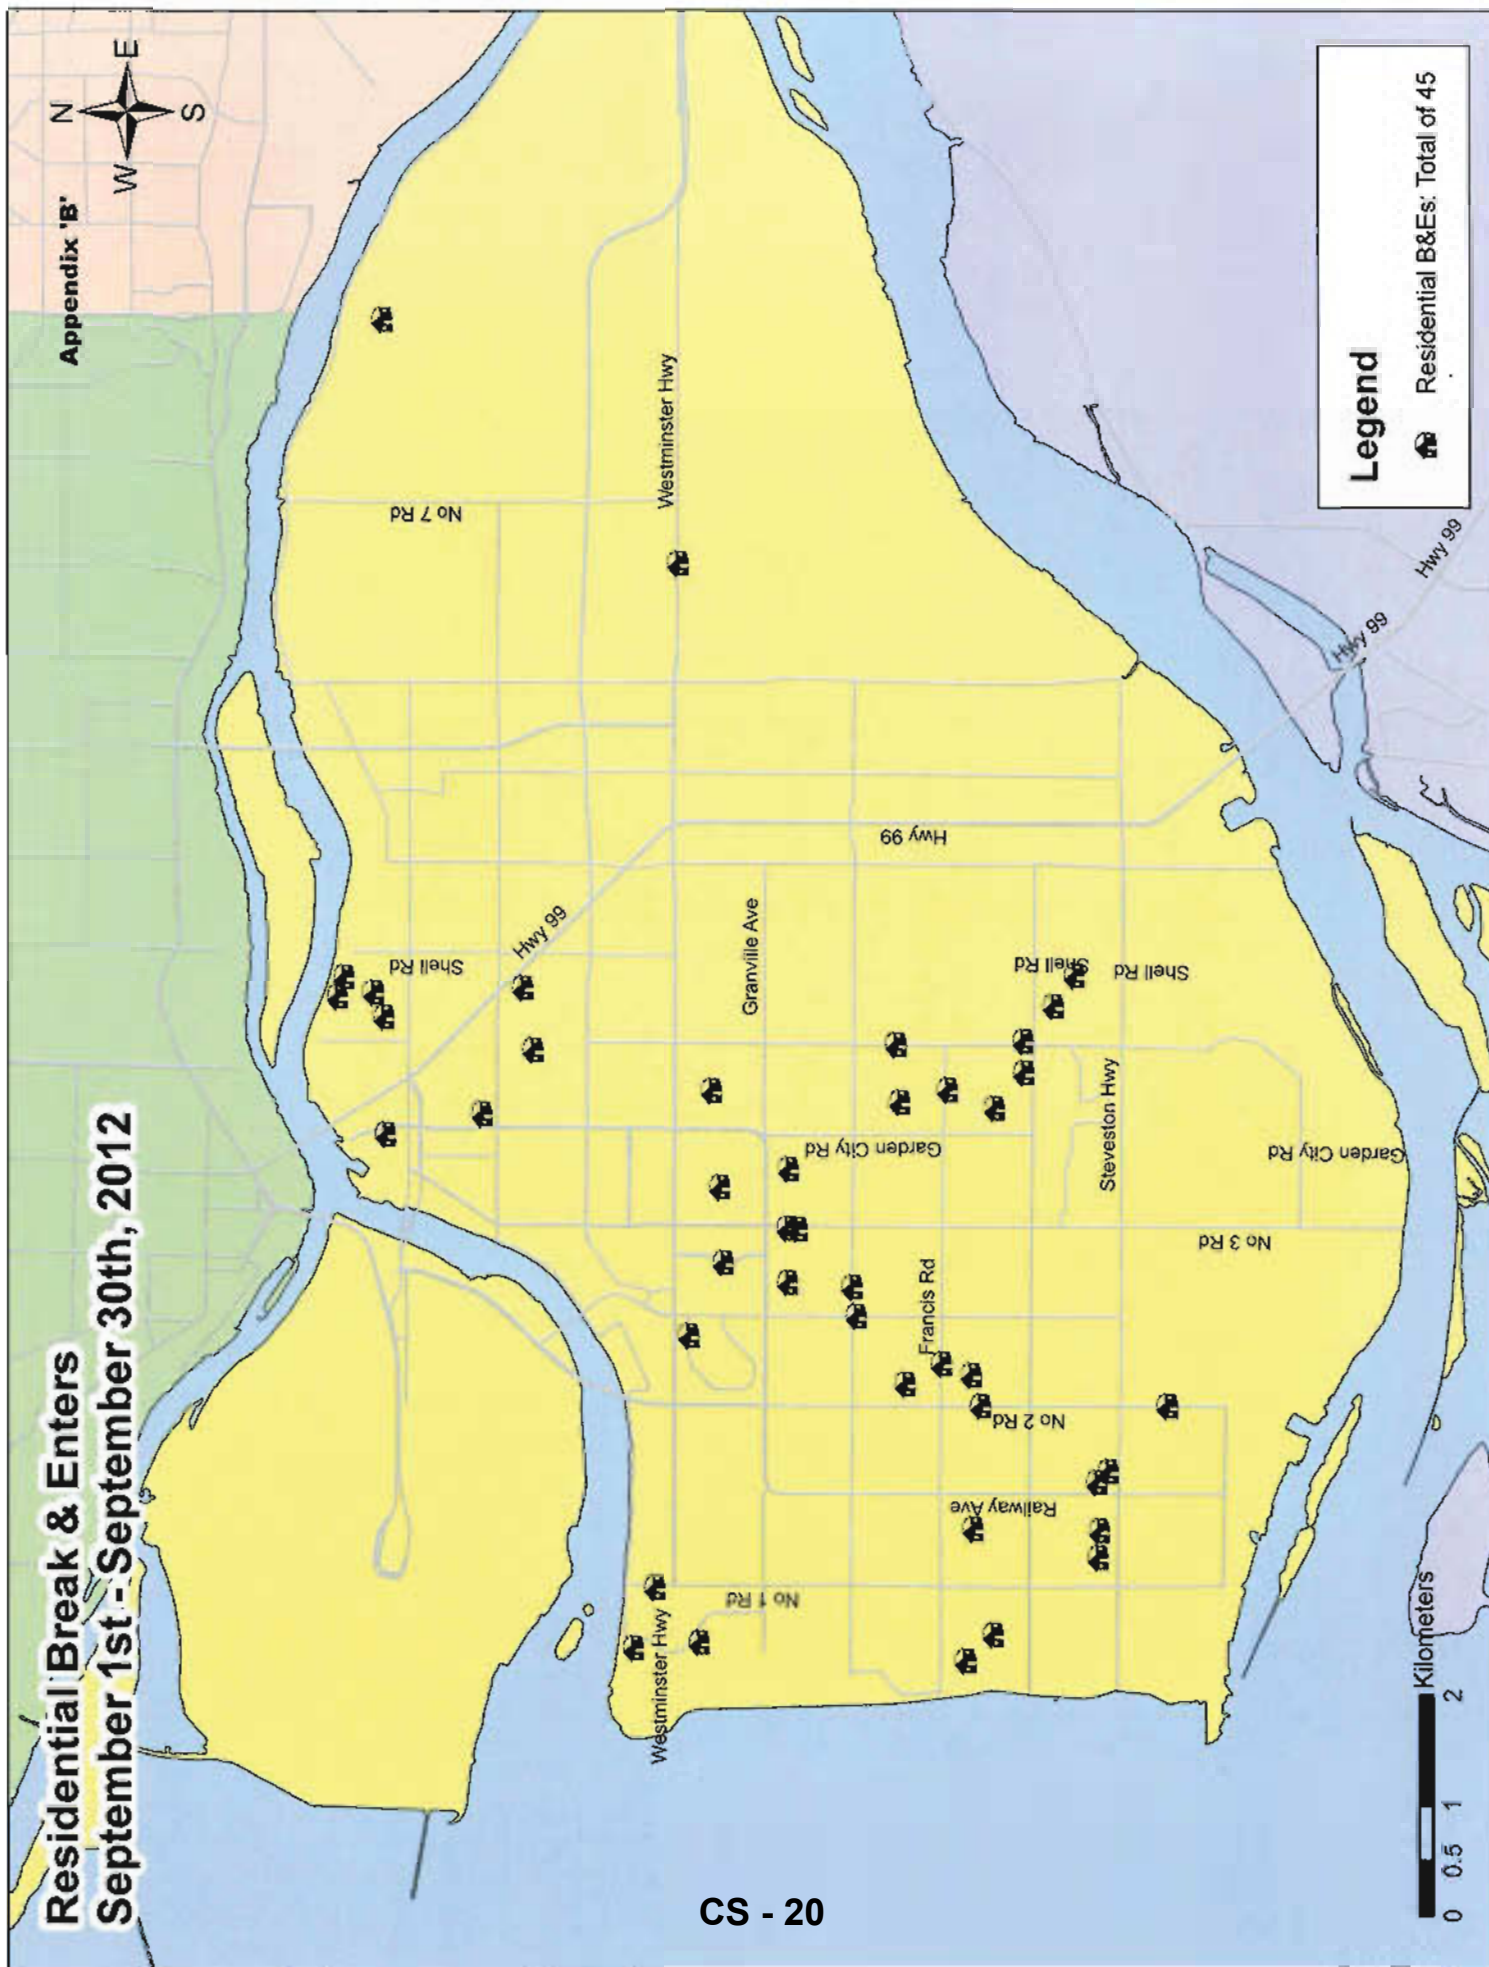 Residential Break & Enters
September 1st - September 30th, 2012
Appendix 'B'
N
W
E
S
No 7 Rd
Westminster Hwy
Shell Rd
Hwy 99
Hwy 99
Granville Ave
Shell Rd
Shell Rd
Garden City Rd
Steveston Hwy
Garden City Rd
No 3 Rd
Francis Rd
No 2 Rd
Railway Ave
No 1 Rd
Westminster Hwy
Hwy 99
Hwy 99
Legend
Residential B&Es: Total of 45
Kilometers
0 0.5 1 2
CS - 20